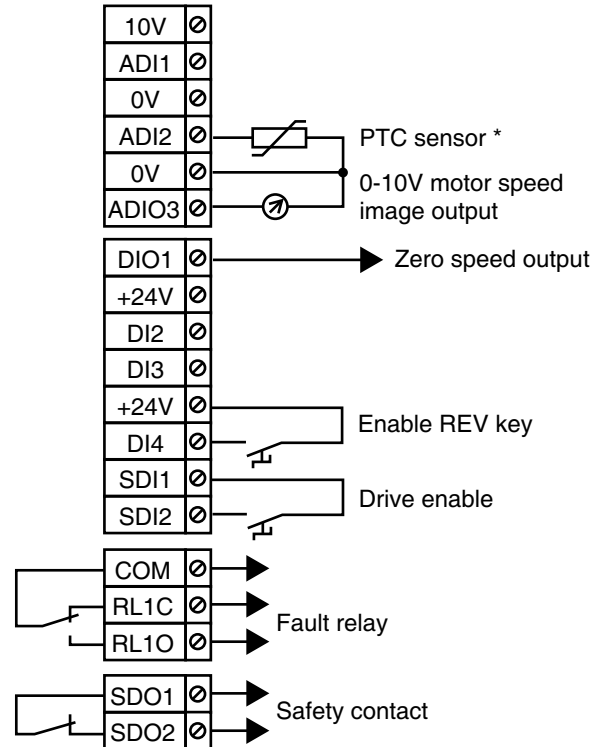 10V
ADI1
0V
ADI2
PTC sensor *
0V
0-10V motor speed
image output
ADIO3
DIO1
Zero speed output
+24V
DI2
DI3
+24V
Enable REV key
DI4
SDI1
Drive enable
SDI2
COM
RL1C
Fault relay
RL1O
SDO1
Safety contact
SDO2